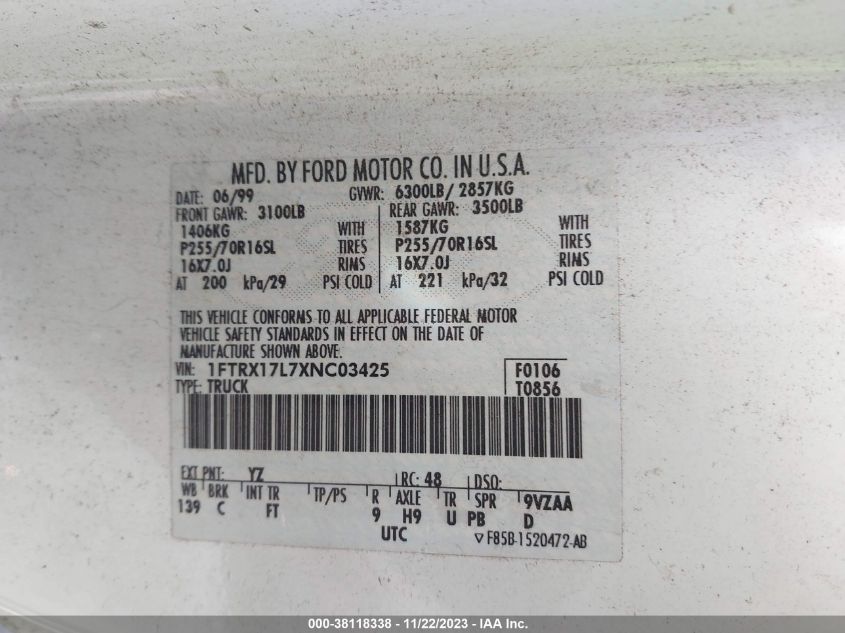 MFD. BY FORD MOTOR CO. IN U.S.A.
DATE: 06/99 GVWR: 6300LB/ 2857KG
FRONT GAWR: 3100LB REAR GAWR: 3500LB
1406KG WITH 1587KG WITH
P255/70R16SL TIRES P255/70R16SL TIRES
16X7.0J RIMS 16X7.0J RIMS
AT 200 kPa/29 PSI COLD AT 221 kPa/32 PSI COLD
THIS VEHICLE CONFORMS TO ALL APPLICABLE FEDERAL MOTOR
VEHICLE SAFETY STANDARDS IN EFFECT ON THE DATE OF
MANUFACTURE SHOWN ABOVE.
VIN: 1FTRX17L7XNC03425 F0106
TYPE: TRUCK T0856
EXT PNT: YZ RC: 48 DSO:
WB BRK INT TR TP/PS R AXLE TR SPR 9VZAA
139 C FT 9 H9 U PB D
UTC F85B-1520472-AB
000-38118338 - 11/22/2023 - IAA Inc.